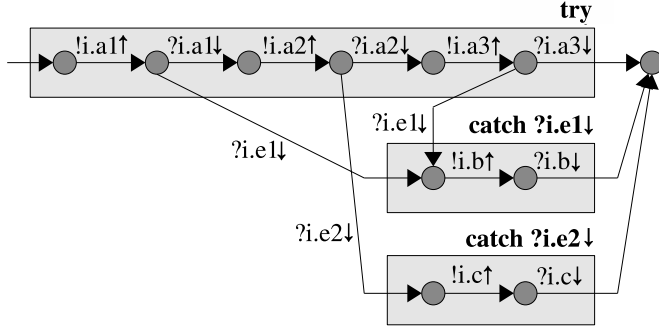 try
!i.a1↑ ?i.a1↓ !i.a2↑ ?i.a2↓ !i.a3↑ ?i.a3↓
?i.e1↓ catch ?i.e1↓
?i.e1↓
!i.b↑ ?i.b↓
?i.e2↓ catch ?i.e2↓
!i.c↑ ?i.c↓